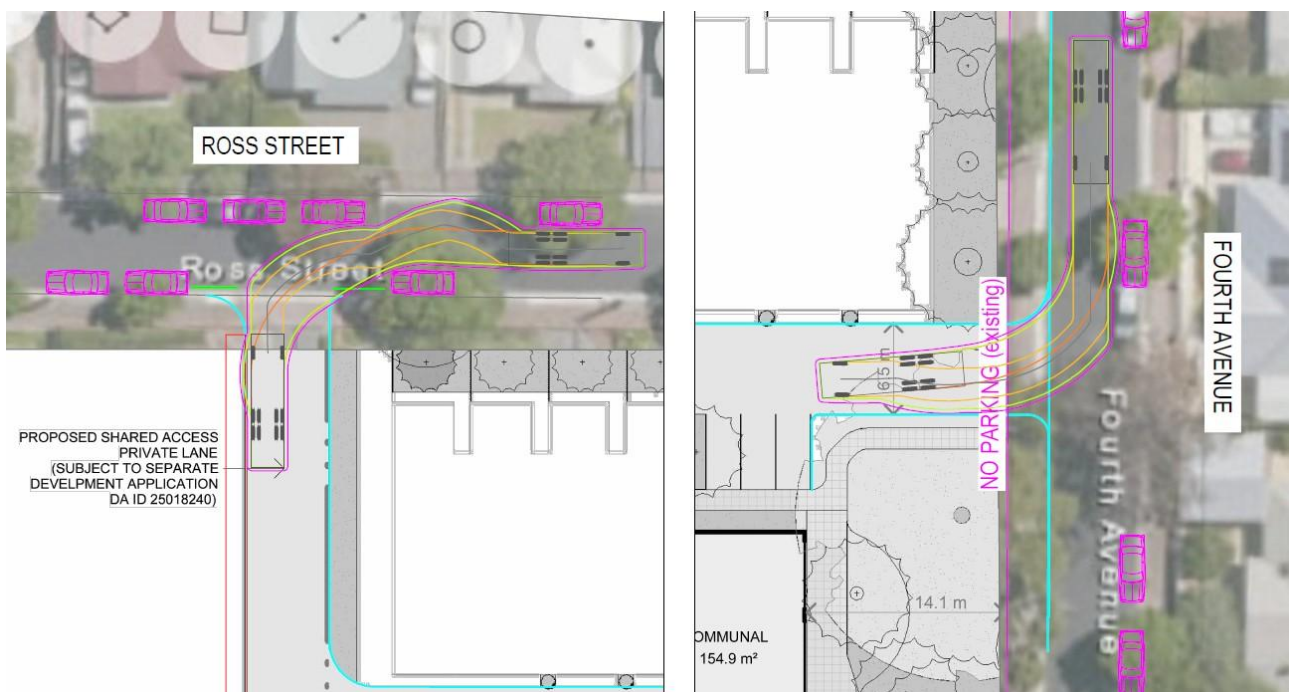 ROSS STREET
Ross Street
PROPOSED SHARED ACCESS
PRIVATE LANE
(SUBJECT TO SEPARATE
DEVELPMENT APPLICATION
DA ID 25018240)
NO PARKING (existing)
6.5 m
FOURTH AVENUE
Fourth Avenue
14.1 m
OMMUNAL
154.9 m²